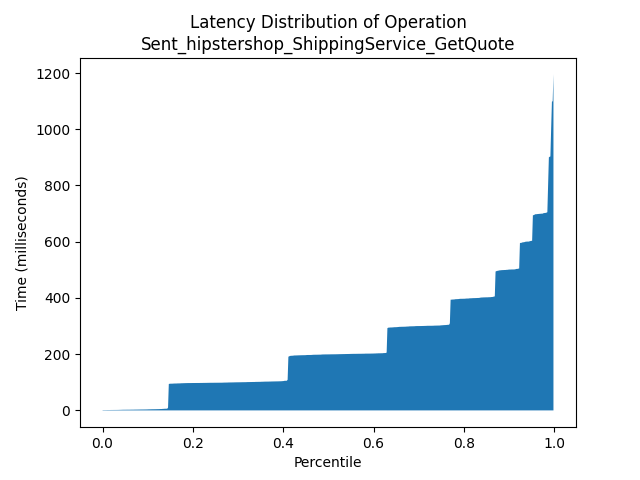 Latency Distribution of Operation
Sent_hipstershop_ShippingService_GetQuote
1200
1000
800
600
400
200
0
Time (milliseconds)
0.0 0.2 0.4 0.6 0.8 1.0
Percentile